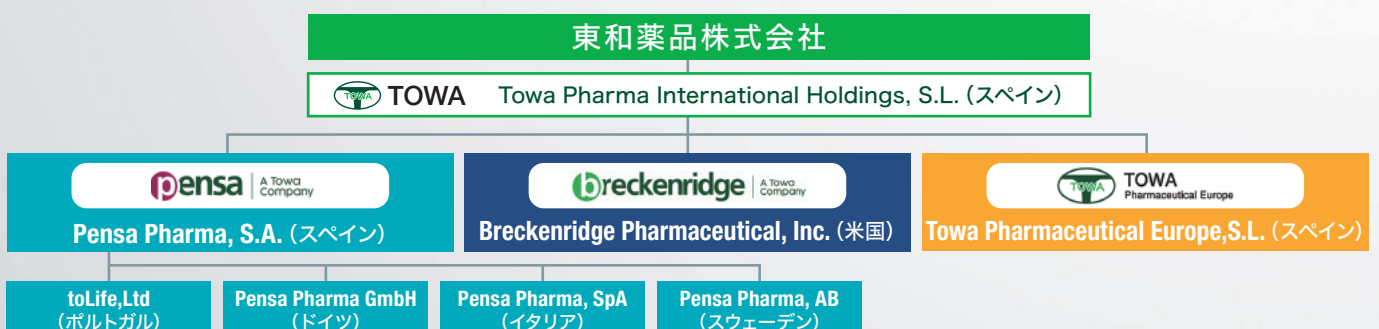 東和薬品株式会社
TOWA TOWA Towa Pharma International Holdings, S.L.（スペイン）
pensa A Towa Company
Pensa Pharma, S.A.（スペイン）
breckenridge A Towa Company
Breckenridge Pharmaceutical, Inc.（米国）
TOWA TOWA
Pharmaceutical Europe
Towa Pharmaceutical Europe,S.L.（スペイン）
toLife,Ltd
（ポルトガル）
Pensa Pharma GmbH
（ドイツ）
Pensa Pharma, SpA
（イタリア）
Pensa Pharma, AB
（スウェーデン）